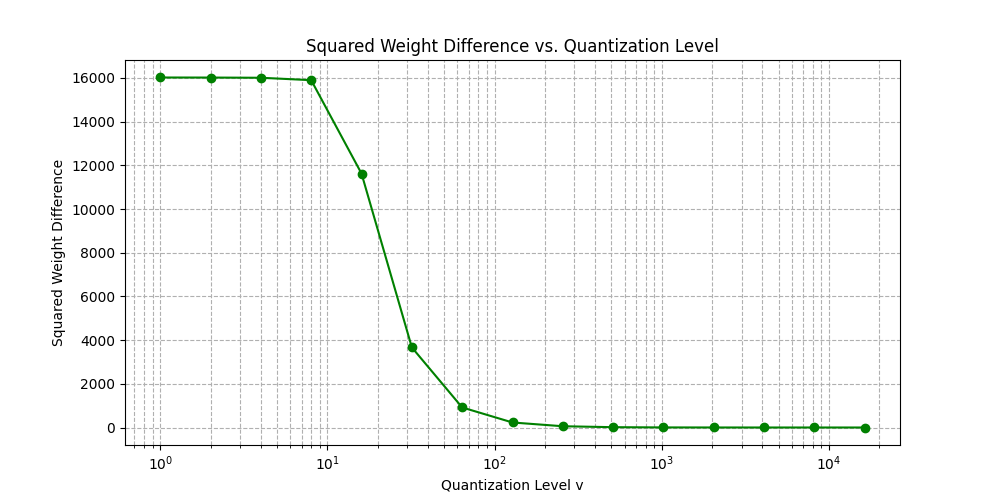 Squared Weight Difference vs. Quantization Level
Squared Weight Difference
16000
14000
12000
10000
8000
6000
4000
2000
0
10⁰ 10¹ 10² 10³ 10⁴
Quantization Level v